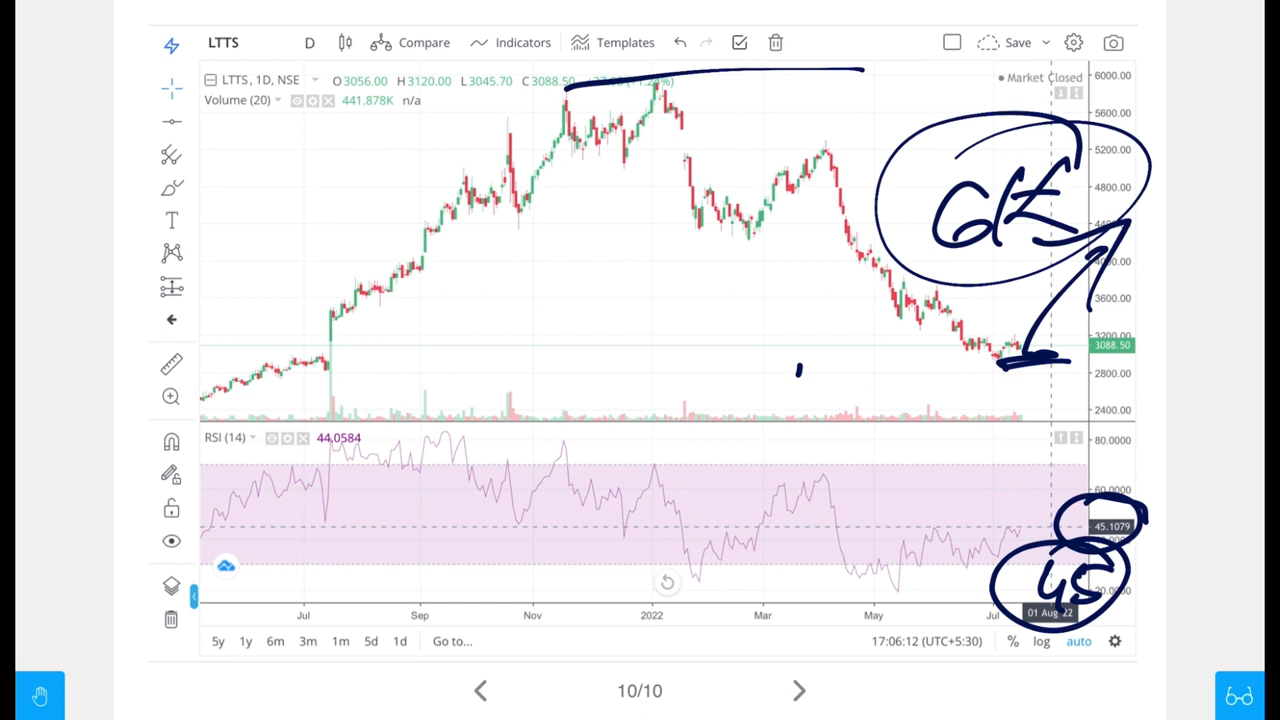 LTTS D Compare Indicators Templates Save
LTTS, 1D, NSE O3056.00 H3120.00 L3045.70 C3088.50
Market Closed
Volume (20) 441.878K n/a
6000.00
5600.00
5200.00
4800.00
3600.00
3200.00
3088.50
2800.00
2400.00
RSI (14) 44.0584
80.0000
60.0000
45.1079
45
20.0000
Jul Sep Nov 2022 Mar May Jul 01 Aug '22
5y 1y 6m 3m 1m 5d 1d Go to... 17:06:12 (UTC+5:30) % log auto
10/10